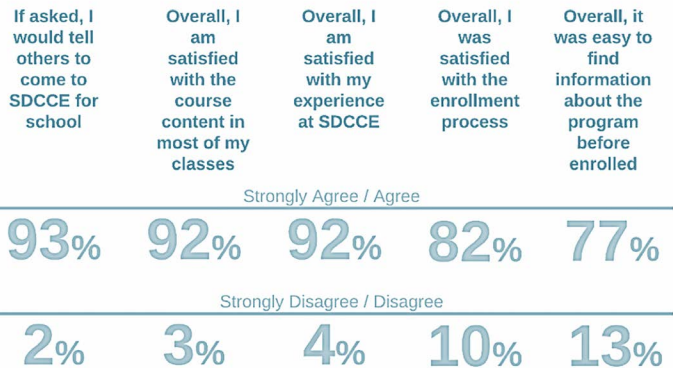 If asked, I
would tell
others to
come to
SDCCE for
school
Overall, I
am
satisfied
with the
course
content in
most of my
classes
Overall, I
am
satisfied
with my
experience
at SDCCE
Overall, I
was
satisfied
with the
enrollment
process
Overall, it
was easy to
find
information
about the
program
before
enrolled
Strongly Agree / Agree
93% 92% 92% 82% 77%
Strongly Disagree / Disagree
2% 3% 4% 10% 13%